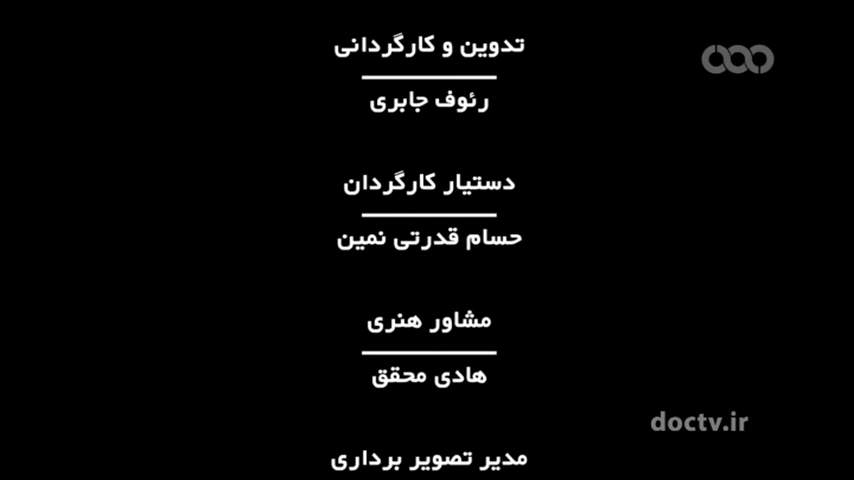 تدوین و کارگردانی
رئوف جابری
دستیار کارگردان
حسام قدرتی نمین
مشاور هنری
هادی محقق
doctv.ir
مدیر تصویر برداری